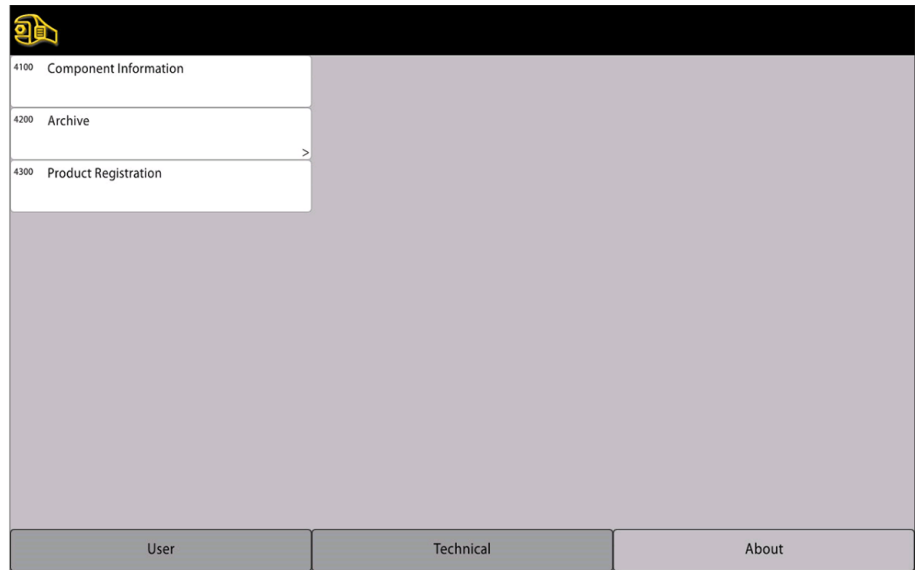 4100 Component Information
4200 Archive
>
4300 Product Registration
User Technical About